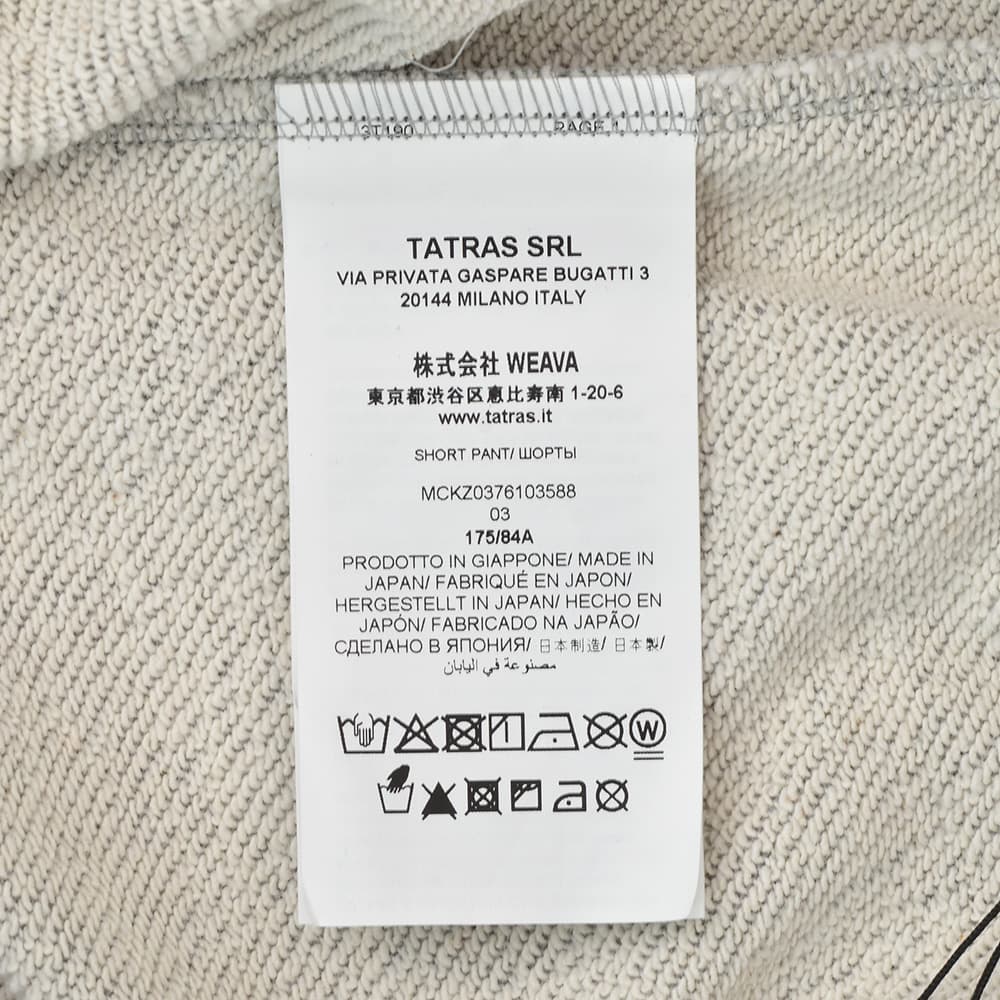 3T190 PAGE 1
TATRAS SRL
VIA PRIVATA GASPARE BUGATTI 3
20144 MILANO ITALY
株式会社 WEAVA
東京都渋谷区恵比寿南 1-20-6
www.tatras.it
SHORT PANT/ ШОРТЫ
MCKZ0376103588
03
175/84A
PRODOTTO IN GIAPPONE/ MADE IN
JAPAN/ FABRIQUÉ EN JAPON/
HERGESTELLT IN JAPAN/ HECHO EN
JAPÓN/ FABRICADO NA JAPÃO/
СДЕЛАНО В ЯПОНИЯ/ 日本制造/ 日本製/
مصنوعة في اليابان
W